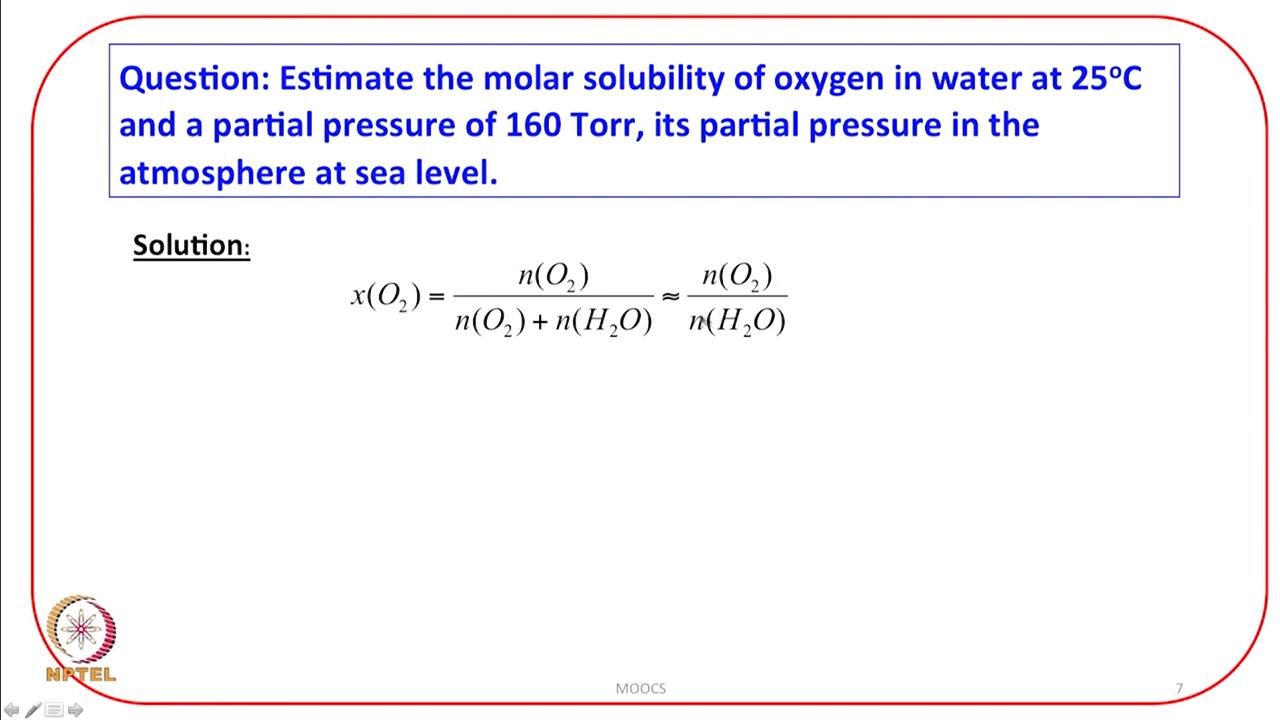 Question: Estimate the molar solubility of oxygen in water at 25°C
and a partial pressure of 160 Torr, its partial pressure in the
atmosphere at sea level.
Solution:
x(O₂) = n(O₂) / n(O₂) + n(H₂O) ≈ n(O₂) / n(H₂O)
NPTEL
MOOCS
7